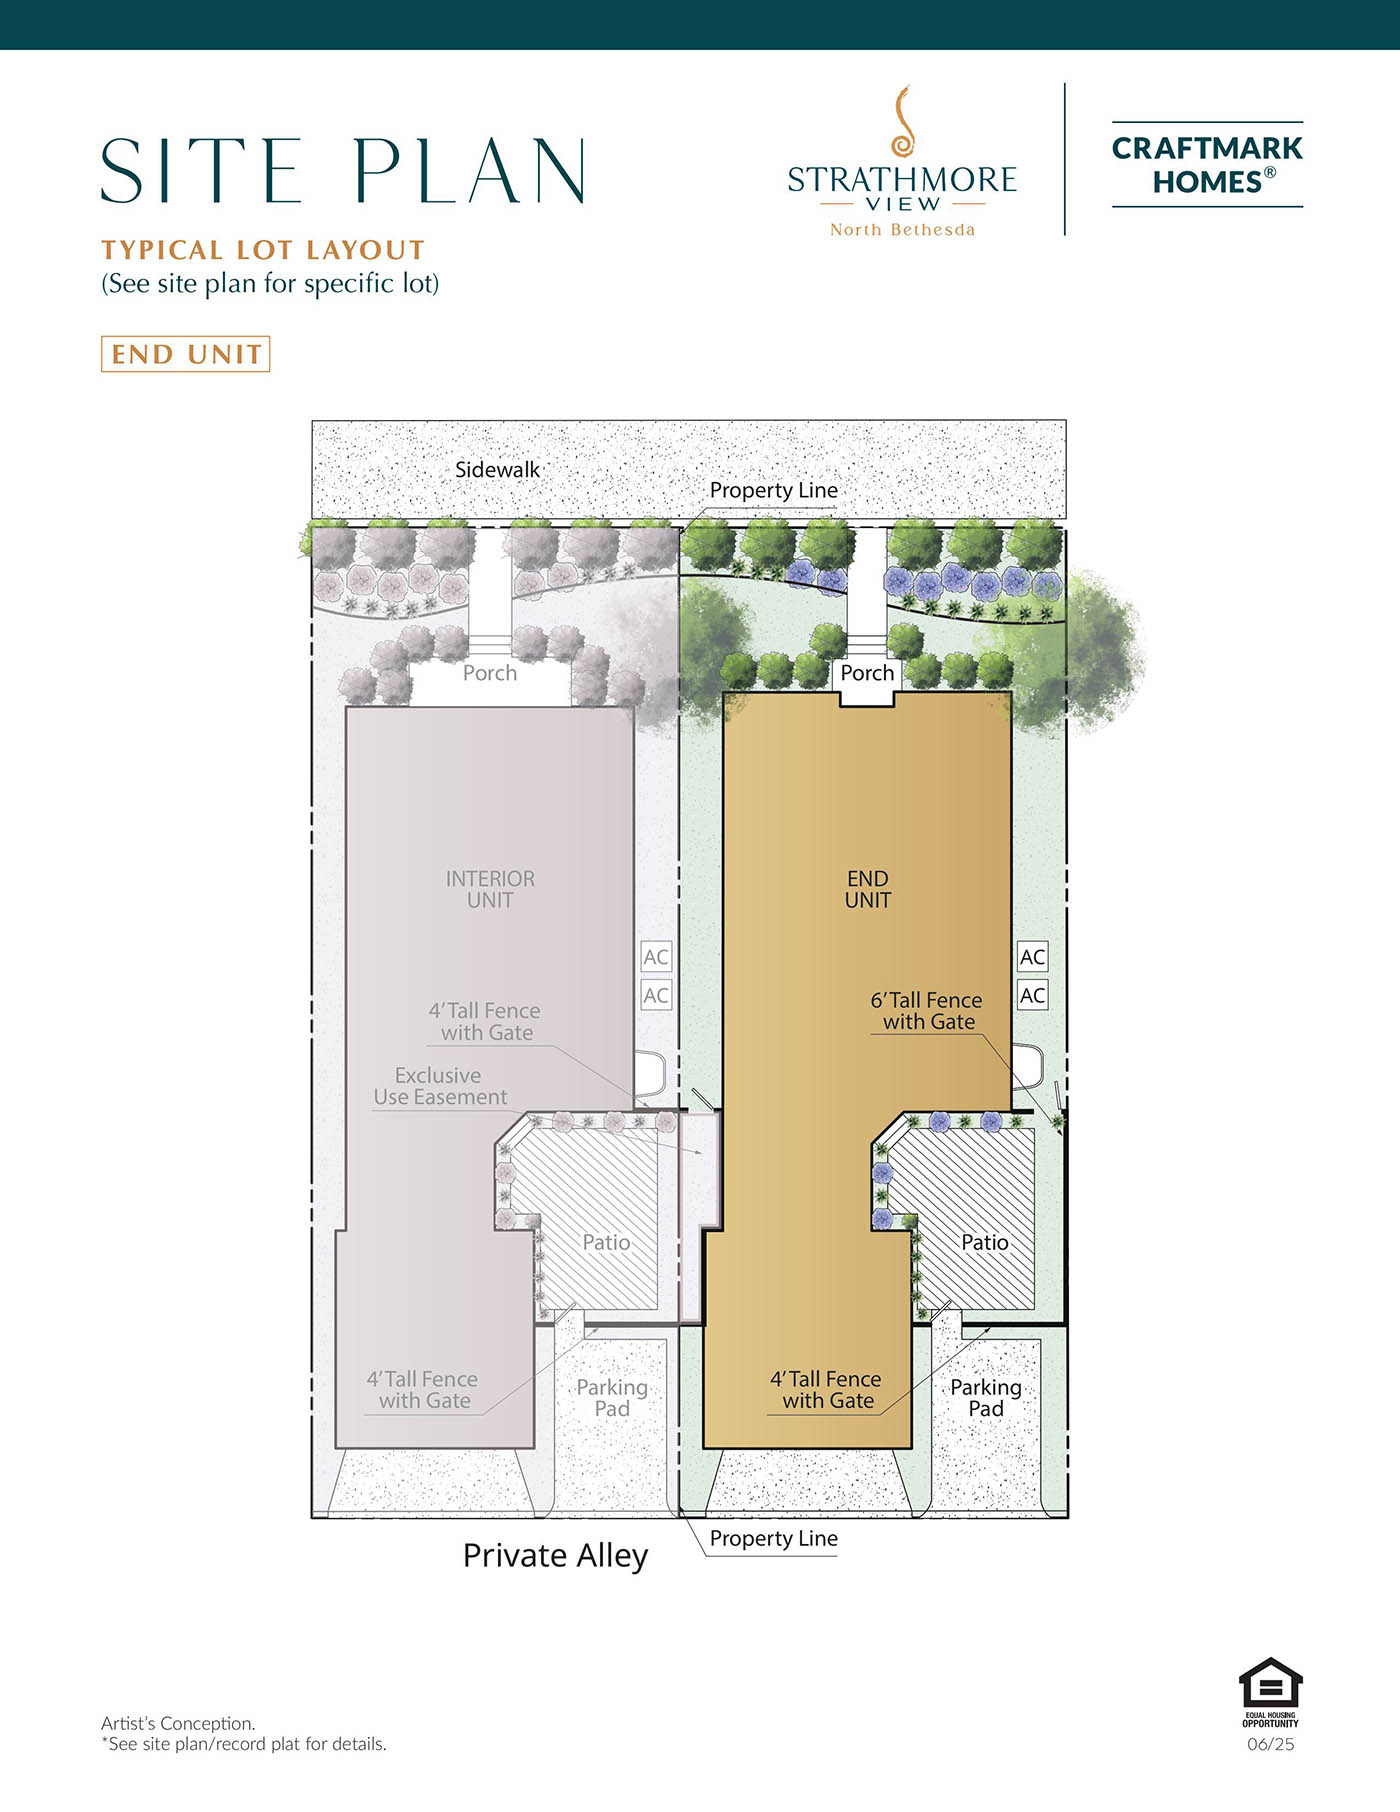 SITE PLAN
TYPICAL LOT LAYOUT
(See site plan for specific lot)
END UNIT
STRATHMORE
VIEW
North Bethesda
CRAFTMARK
HOMES®
Sidewalk
Property Line
Porch
Porch
INTERIOR
UNIT
END
UNIT
AC
AC
AC
AC
4' Tall Fence
with Gate
6' Tall Fence
with Gate
Exclusive
Use Easement
Patio
Patio
4' Tall Fence
with Gate
Parking
Pad
4' Tall Fence
with Gate
Parking
Pad
Property Line
Private Alley
Artist's Conception.
*See site plan/record plat for details.
EQUAL HOUSING
OPPORTUNITY
06/25